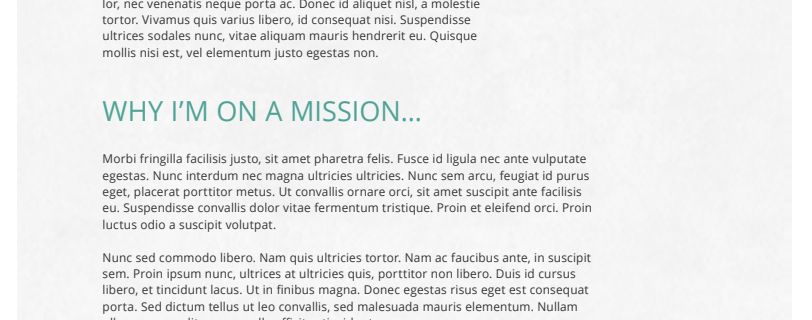 lor, nec venenatis neque porta ac. Donec id aliquet nisl, a molestie
tortor. Vivamus quis varius libero, id consequat nisi. Suspendisse
ultrices sodales nunc, vitae aliquam mauris hendrerit eu. Quisque
mollis nisi est, vel elementum justo egestas non.
WHY I'M ON A MISSION...
Morbi fringilla facilisis justo, sit amet pharetra felis. Fusce id ligula nec ante vulputate
egestas. Nunc interdum nec magna ultricies ultricies. Nunc sem arcu, feugiat id purus
eget, placerat porttitor metus. Ut convallis ornare orci, sit amet suscipit ante facilisis
eu. Suspendisse convallis dolor vitae fermentum tristique. Proin et eleifend orci. Proin
luctus odio a suscipit volutpat.
Nunc sed commodo libero. Nam quis ultricies tortor. Nam ac faucibus ante, in suscipit
sem. Proin ipsum nunc, ultrices at ultricies quis, porttitor non libero. Duis id cursus
libero, et tincidunt lacus. Ut in finibus magna. Donec egestas risus eget est consequat
porta. Sed dictum tellus ut leo convallis, sed malesuada mauris elementum. Nullam